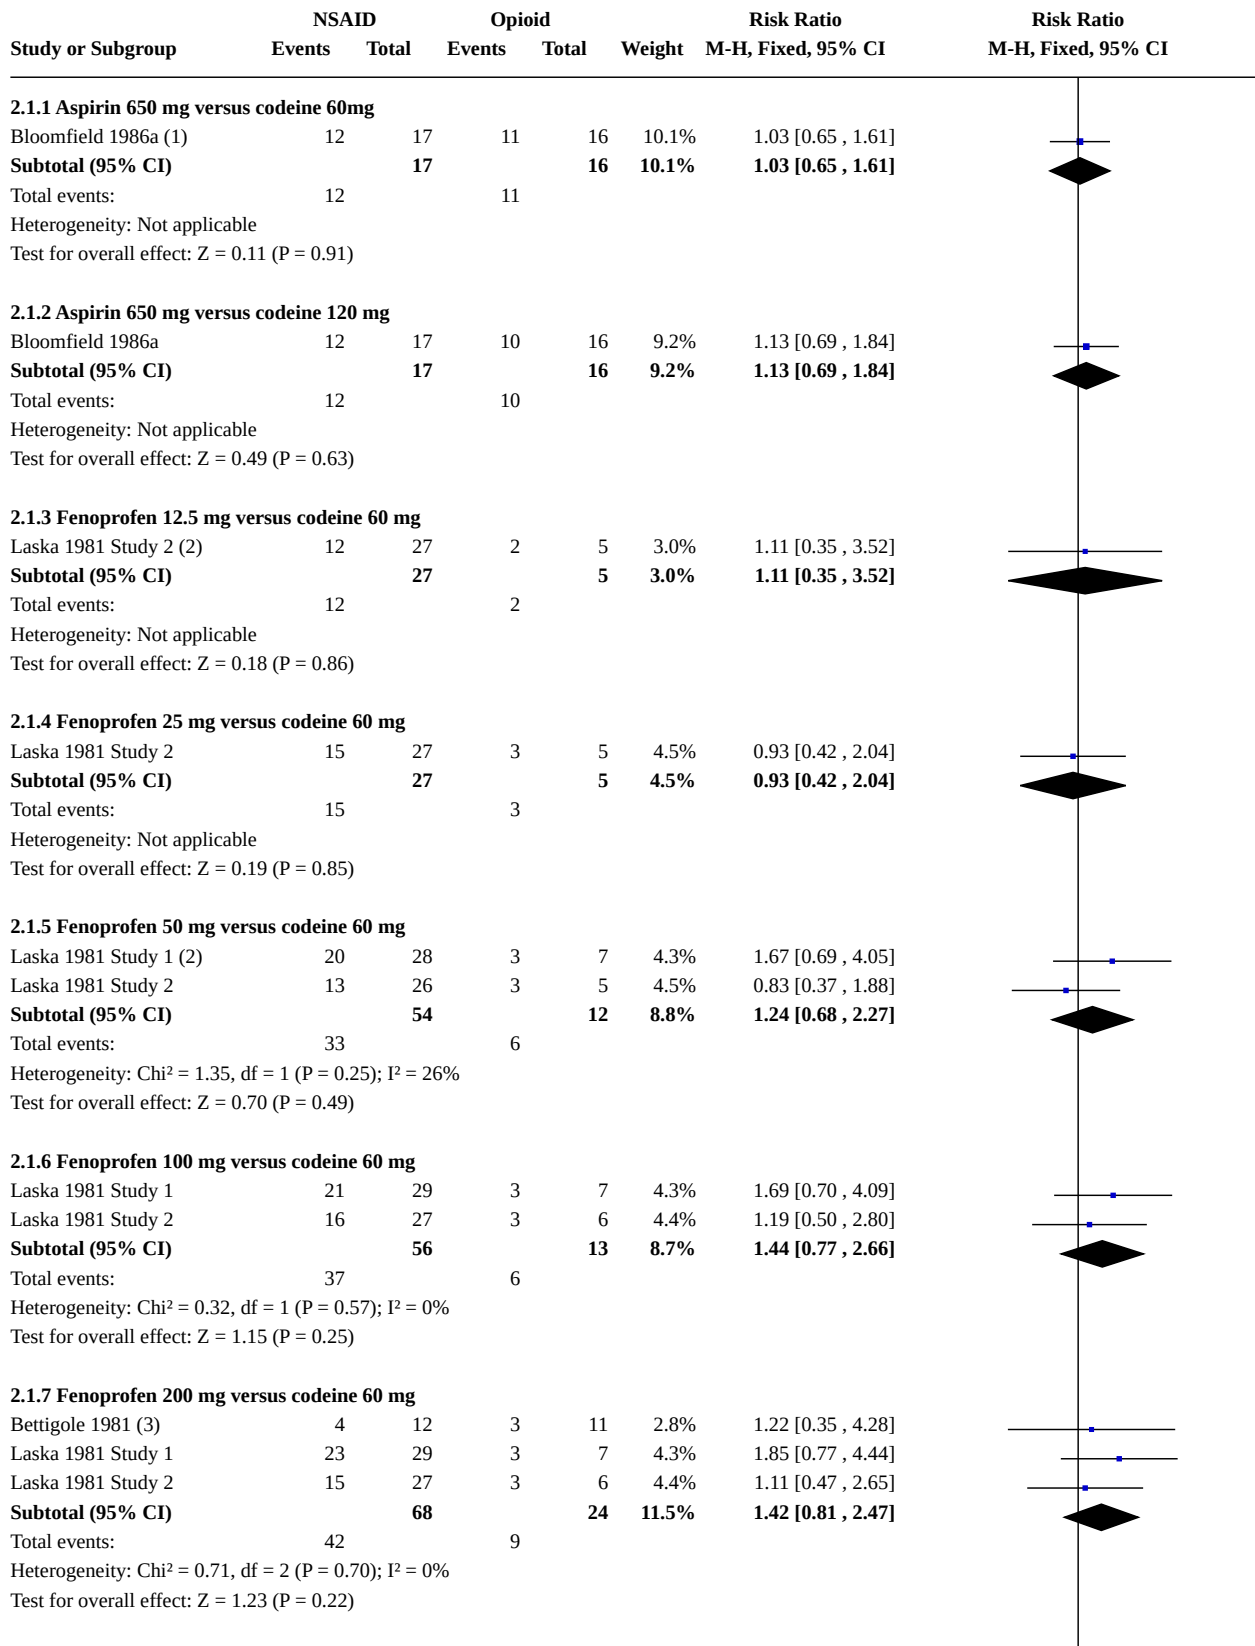 NSAID Opioid Risk Ratio Risk Ratio
Study or Subgroup Events Total Events Total Weight M-H, Fixed, 95% CI M-H, Fixed, 95% CI
2.1.1 Aspirin 650 mg versus codeine 60mg
Bloomfield 1986a (1) 12 17 11 16 10.1% 1.03 [0.65 , 1.61]
Subtotal (95% CI) 17 16 10.1% 1.03 [0.65 , 1.61]
Total events: 12 11
Heterogeneity: Not applicable
Test for overall effect: Z = 0.11 (P = 0.91)
2.1.2 Aspirin 650 mg versus codeine 120 mg
Bloomfield 1986a 12 17 10 16 9.2% 1.13 [0.69 , 1.84]
Subtotal (95% CI) 17 16 9.2% 1.13 [0.69 , 1.84]
Total events: 12 10
Heterogeneity: Not applicable
Test for overall effect: Z = 0.49 (P = 0.63)
2.1.3 Fenoprofen 12.5 mg versus codeine 60 mg
Laska 1981 Study 2 (2) 12 27 2 5 3.0% 1.11 [0.35 , 3.52]
Subtotal (95% CI) 27 5 3.0% 1.11 [0.35 , 3.52]
Total events: 12 2
Heterogeneity: Not applicable
Test for overall effect: Z = 0.18 (P = 0.86)
2.1.4 Fenoprofen 25 mg versus codeine 60 mg
Laska 1981 Study 2 15 27 3 5 4.5% 0.93 [0.42 , 2.04]
Subtotal (95% CI) 27 5 4.5% 0.93 [0.42 , 2.04]
Total events: 15 3
Heterogeneity: Not applicable
Test for overall effect: Z = 0.19 (P = 0.85)
2.1.5 Fenoprofen 50 mg versus codeine 60 mg
Laska 1981 Study 1 (2) 20 28 3 7 4.3% 1.67 [0.69 , 4.05]
Laska 1981 Study 2 13 26 3 5 4.5% 0.83 [0.37 , 1.88]
Subtotal (95% CI) 54 12 8.8% 1.24 [0.68 , 2.27]
Total events: 33 6
Heterogeneity: Chi² = 1.35, df = 1 (P = 0.25); I² = 26%
Test for overall effect: Z = 0.70 (P = 0.49)
2.1.6 Fenoprofen 100 mg versus codeine 60 mg
Laska 1981 Study 1 21 29 3 7 4.3% 1.69 [0.70 , 4.09]
Laska 1981 Study 2 16 27 3 6 4.4% 1.19 [0.50 , 2.80]
Subtotal (95% CI) 56 13 8.7% 1.44 [0.77 , 2.66]
Total events: 37 6
Heterogeneity: Chi² = 0.32, df = 1 (P = 0.57); I² = 0%
Test for overall effect: Z = 1.15 (P = 0.25)
2.1.7 Fenoprofen 200 mg versus codeine 60 mg
Bettigole 1981 (3) 4 12 3 11 2.8% 1.22 [0.35 , 4.28]
Laska 1981 Study 1 23 29 3 7 4.3% 1.85 [0.77 , 4.44]
Laska 1981 Study 2 15 27 3 6 4.4% 1.11 [0.47 , 2.65]
Subtotal (95% CI) 68 24 11.5% 1.42 [0.81 , 2.47]
Total events: 42 9
Heterogeneity: Chi² = 0.71, df = 2 (P = 0.70); I² = 0%
Test for overall effect: Z = 1.23 (P = 0.22)